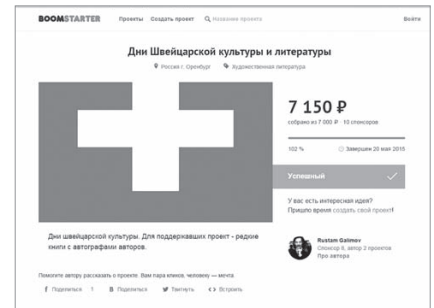 BOOMSTARTER Проекты Создать проект Название проекта Войти
Дни Швейцарской культуры и литературы
Россия г. Оренбург Художественная литература
7 150 ₽
собрано из 7 000 ₽ · 10 спонсоров
102 % Завершен 20 мая 2015
Успешный
У вас есть интересная идея?
Пришло время создать свой проект!
Дни швейцарской культуры. Для поддержавших проект - редкие
книги с автографами авторов.
Rustam Galimov
Спонсор 6, автор 2 проектов
Про автора
Помогите автору рассказать о проекте. Вам пара кликов, человеку — мечта.
Поделиться 1 Поделиться Твитнуть Встроить